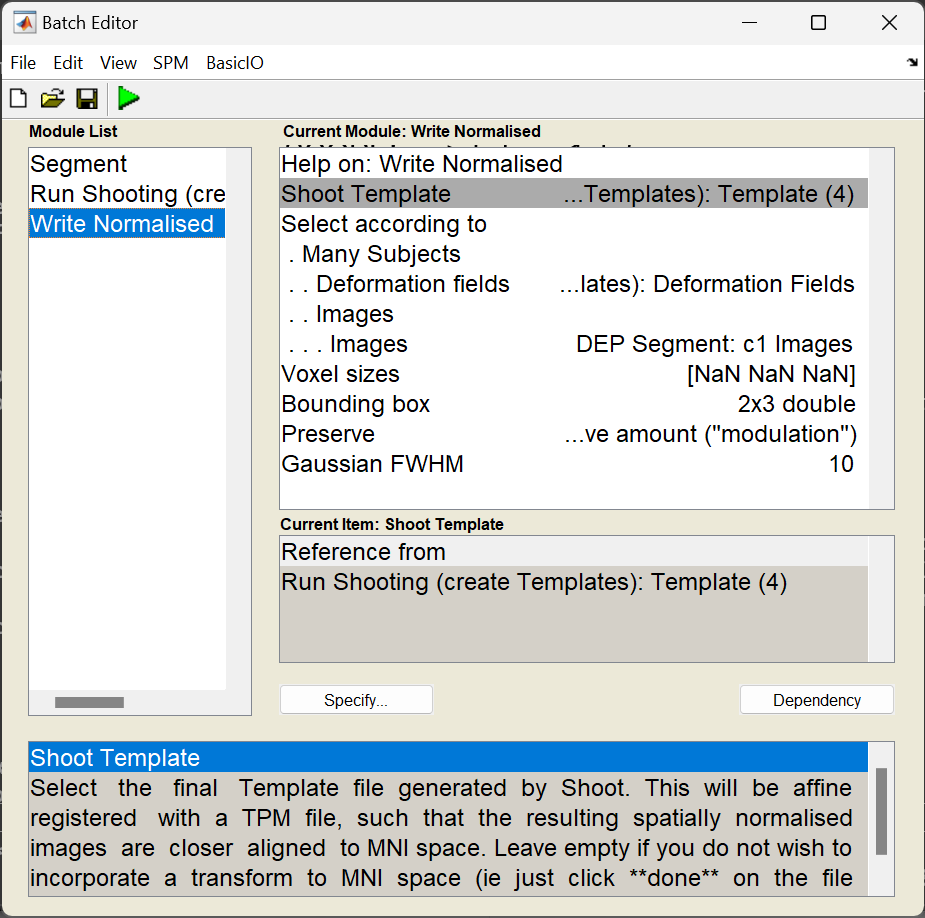 Batch Editor
File Edit View SPM BasicIO
Module List
Segment
Run Shooting (cre
Write Normalised
Current Module: Write Normalised
Help on: Write Normalised
Shoot Template ...Templates): Template (4)
Select according to
. Many Subjects
. . Deformation fields ...lates): Deformation Fields
. . Images
. . . Images DEP Segment: c1 Images
Voxel sizes [NaN NaN NaN]
Bounding box 2x3 double
Preserve ...ve amount ("modulation")
Gaussian FWHM 10
Current Item: Shoot Template
Reference from
Run Shooting (create Templates): Template (4)
Specify... Dependency
Shoot Template
Select the final Template file generated by Shoot. This will be affine
registered with a TPM file, such that the resulting spatially normalised
images are closer aligned to MNI space. Leave empty if you do not wish to
incorporate a transform to MNI space (ie just click **done** on the file